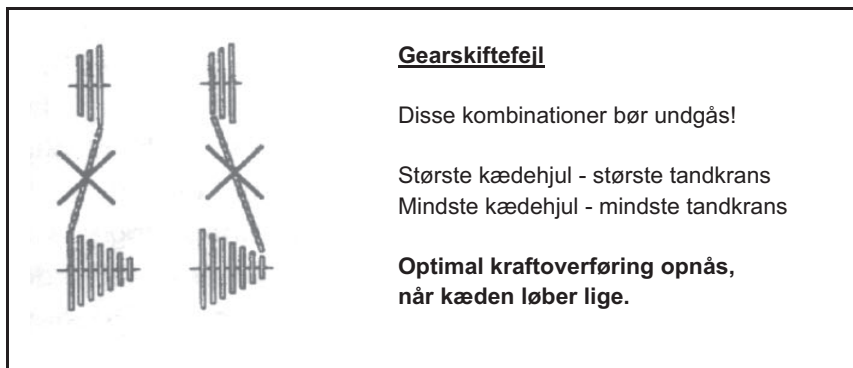 Gearskiftefejl
Disse kombinationer bør undgås!
Største kædehjul - største tandkrans
Mindste kædehjul - mindste tandkrans
Optimal kraftoverføring opnås,
når kæden løber lige.